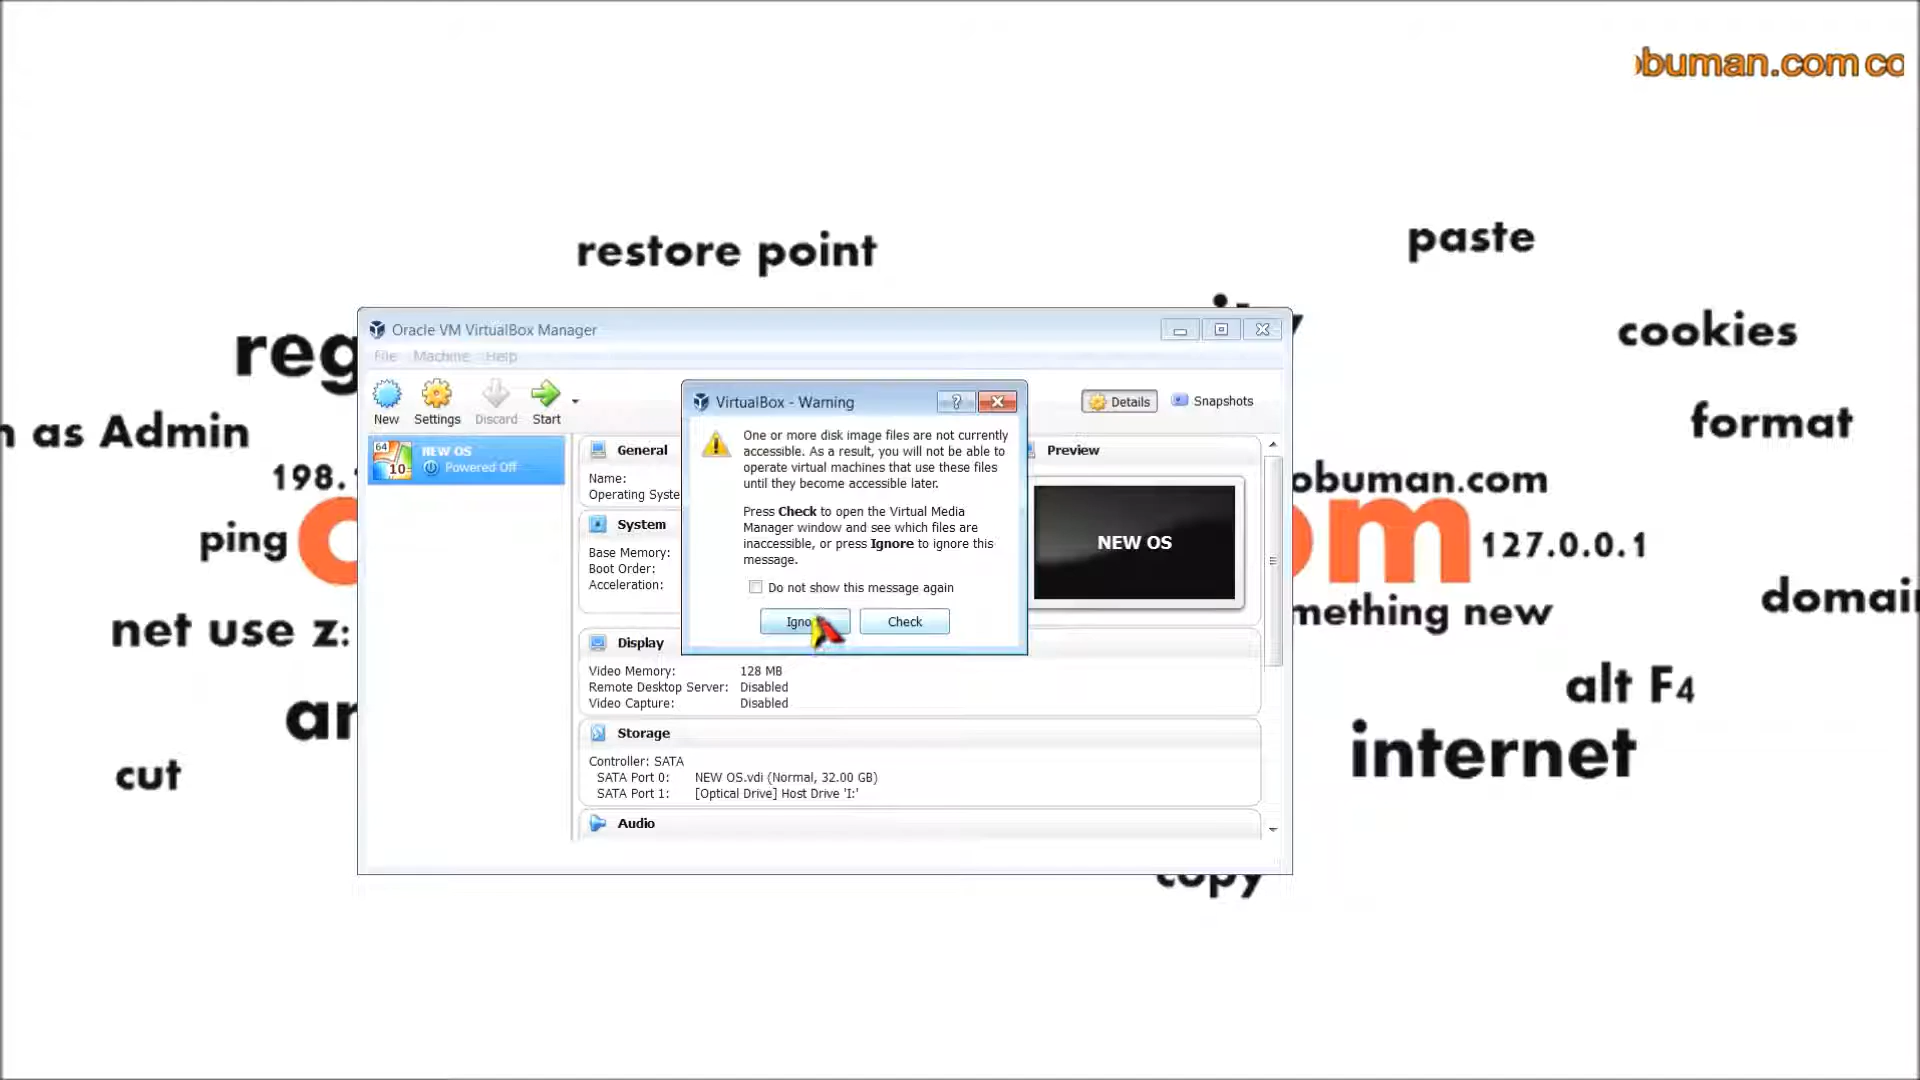 buman.com co
restore point
paste
cookies
reg
Oracle VM VirtualBox Manager
File Machine Help
New
Settings
Discard
Start
Details
Snapshots
n as Admin
format
64
10
NEW OS
Powered Off
198.
General
Name:
Operating Syste
Preview
NEW OS
obuman.com
om
ping
127.0.0.1
System
Base Memory:
Boot Order:
Acceleration:
VirtualBox - Warning
?
One or more disk image files are not currently
accessible. As a result, you will not be able to
operate virtual machines that use these files
until they become accessible later.
Press Check to open the Virtual Media
Manager window and see which files are
inaccessible, or press Ignore to ignore this
message.
Do not show this message again
Igno
Check
net use z:
mething new
domai
Display
Video Memory: 128 MB
Remote Desktop Server: Disabled
Video Capture: Disabled
alt F4
ar
internet
Storage
Controller: SATA
SATA Port 0: NEW OS.vdi (Normal, 32.00 GB)
SATA Port 1: [Optical Drive] Host Drive 'I:'
cut
Audio
copy